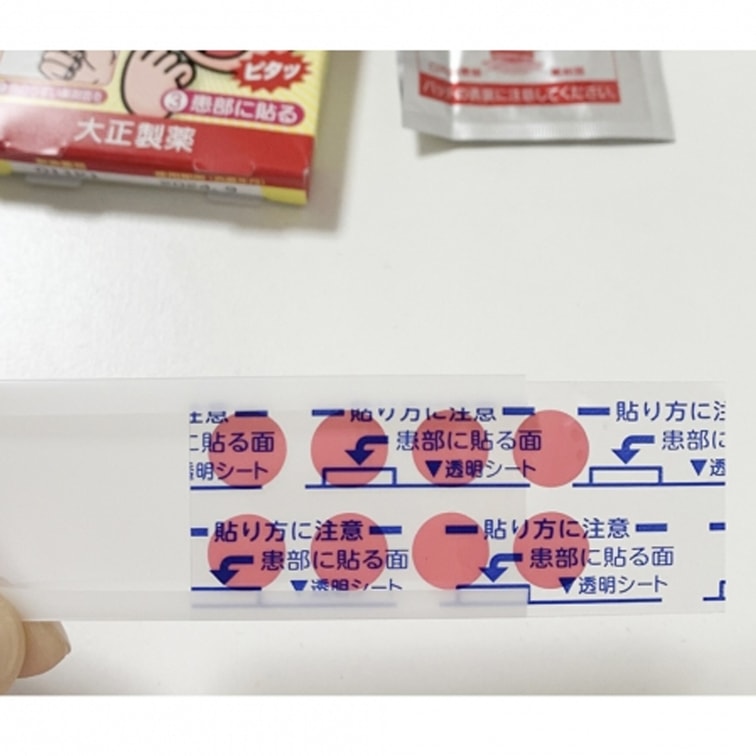 ピタッ
③患部に貼る
大正製薬
の表裏に注意してください。
注意
貼り方に注意
貼り方に
に貼る面
患部に貼る面
患部に
透明シート
▼透明シート
▼透
貼り方に注意
貼り方に注意
患部に貼る面
患部に貼る面
▼透明シート
▼透明シート